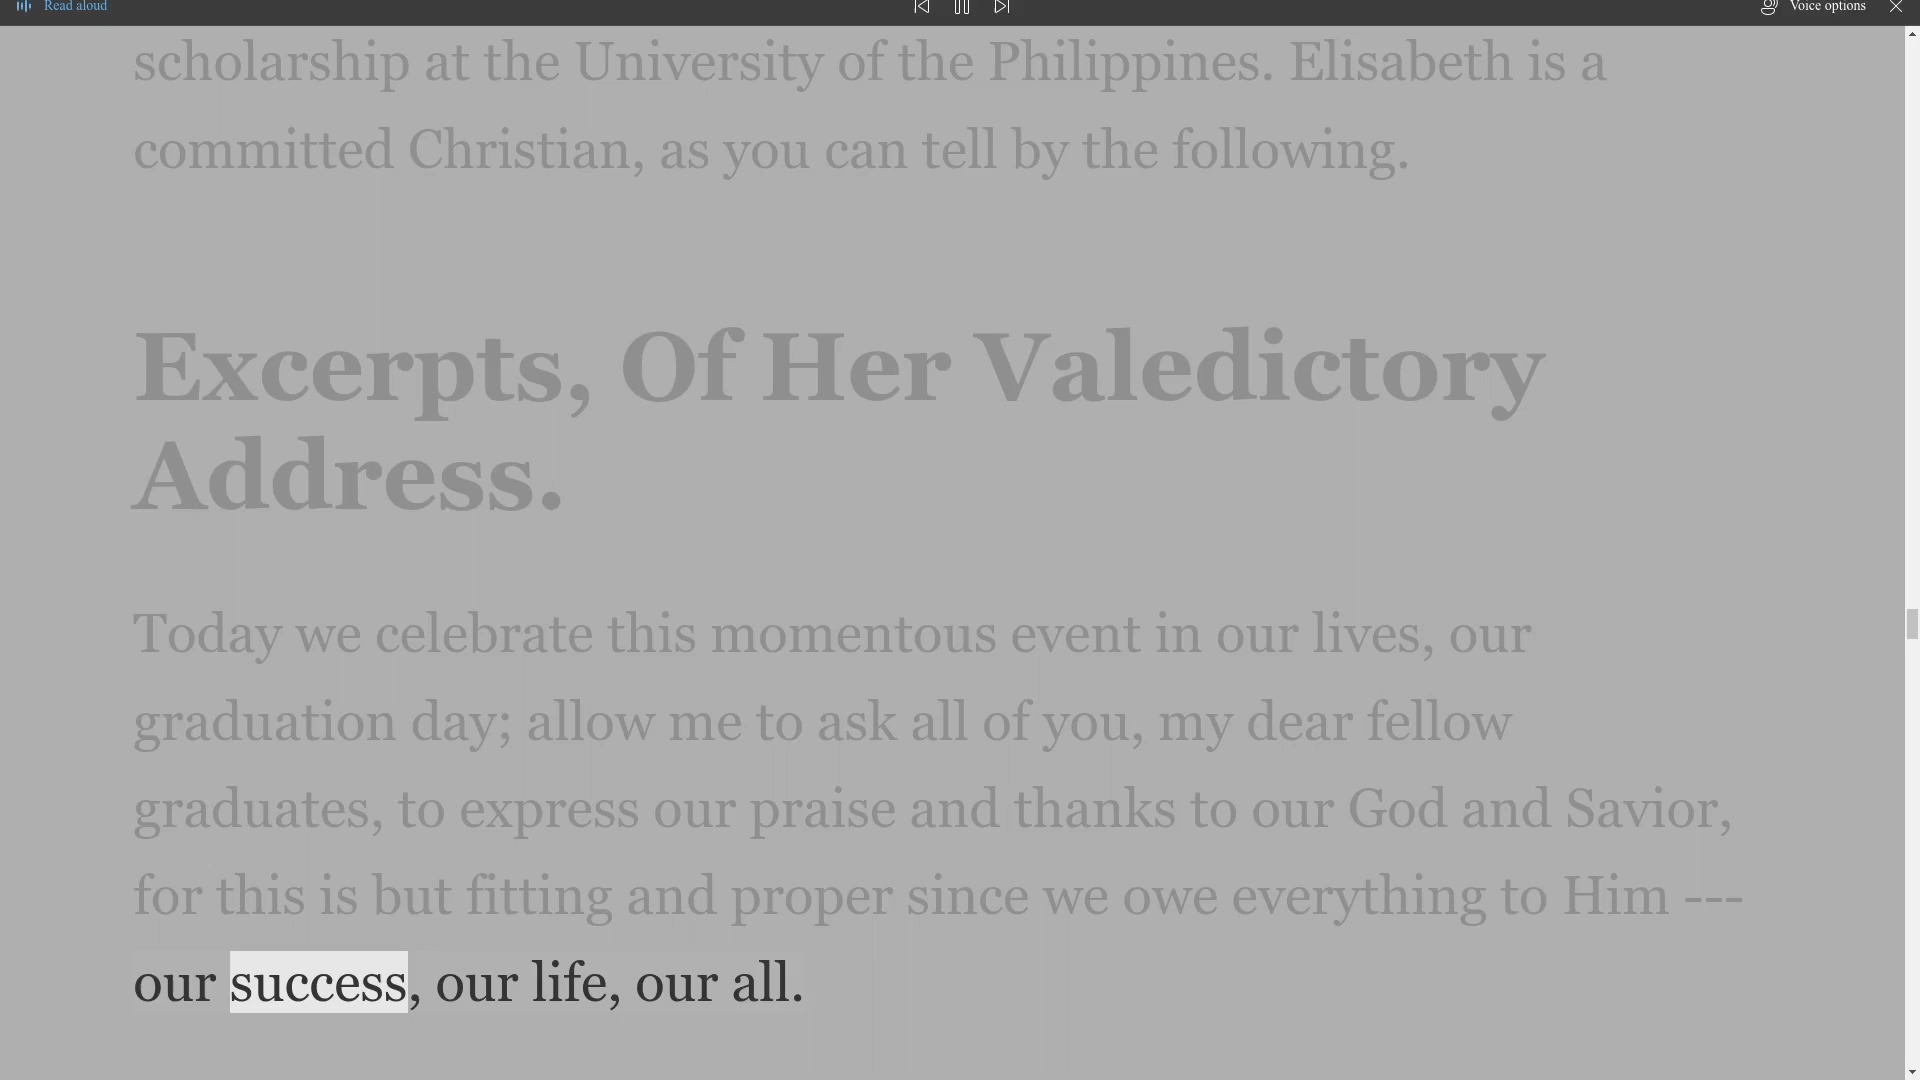 Read aloud
Voice options
scholarship at the University of the Philippines. Elisabeth is a
committed Christian, as you can tell by the following.
Excerpts, Of Her Valedictory
Address.
Today we celebrate this momentous event in our lives, our
graduation day; allow me to ask all of you, my dear fellow
graduates, to express our praise and thanks to our God and Savior,
for this is but fitting and proper since we owe everything to Him ---
our success, our life, our all.